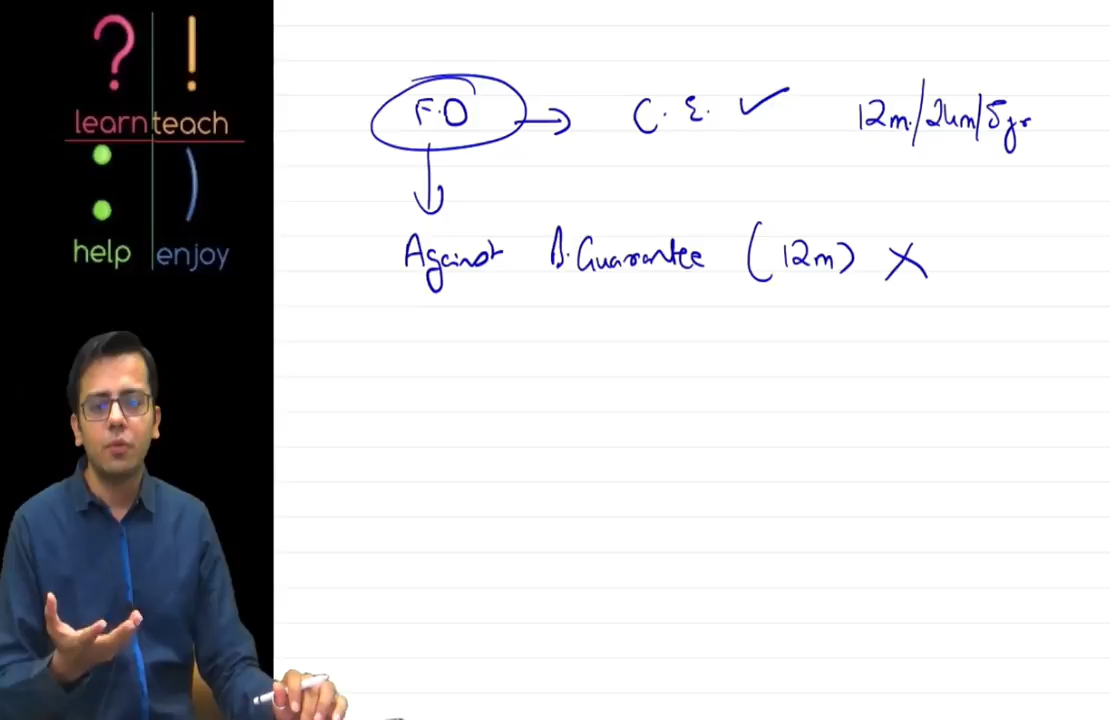 ? !
learn teach
: )
help enjoy
F.D → C.E. ✓ 12m/24m/5yr
Against B.Guarantee (12m) ✗